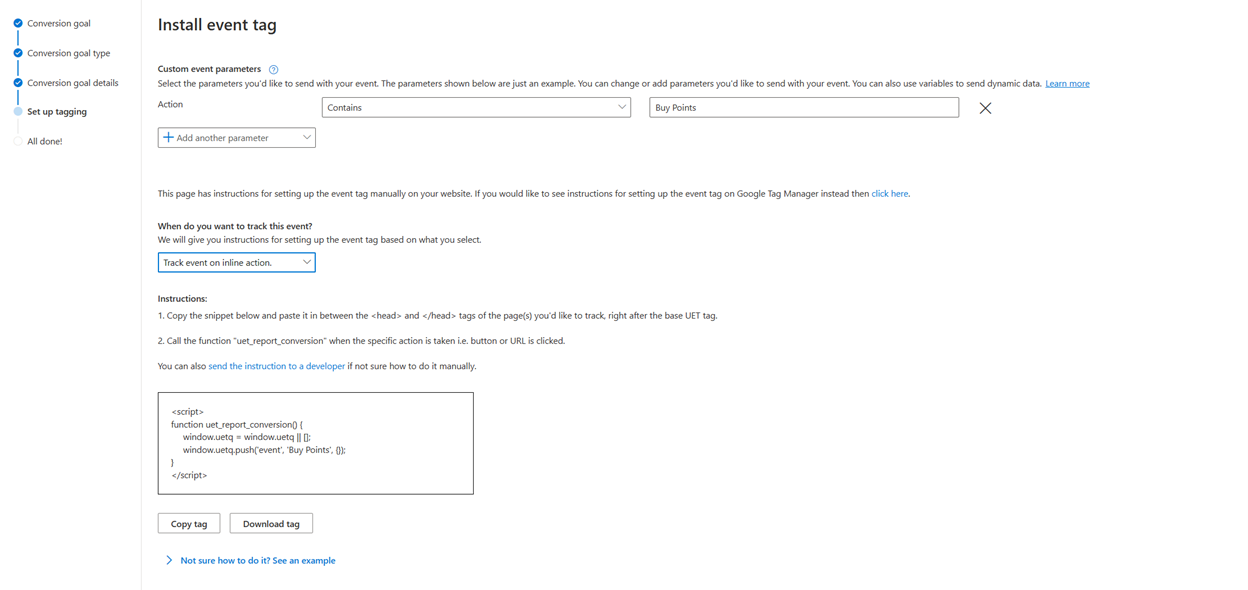 Conversion goal
Conversion goal type
Conversion goal details
Set up tagging
All done!
Install event tag
Custom event parameters
Select the parameters you'd like to send with your event. The parameters shown below are just an example. You can change or add parameters you'd like to send with your event. You can also use variables to send dynamic data. Learn more
Action
Contains
Buy Points
Add another parameter
This page has instructions for setting up the event tag manually on your website. If you would like to see instructions for setting up the event tag on Google Tag Manager instead then click here.
When do you want to track this event?
We will give you instructions for setting up the event tag based on what you select.
Track event on inline action.
Instructions:
1. Copy the snippet below and paste it in between the <head> and </head> tags of the page(s) you'd like to track, right after the base UET tag.
2. Call the function "uet_report_conversion" when the specific action is taken i.e. button or URL is clicked.
You can also send the instruction to a developer if not sure how to do it manually.
<script>
function uet_report_conversion() {
window.uetq = window.uetq || [];
window.uetq.push('event', 'Buy Points', {});
}
</script>
Copy tag
Download tag
Not sure how to do it? See an example